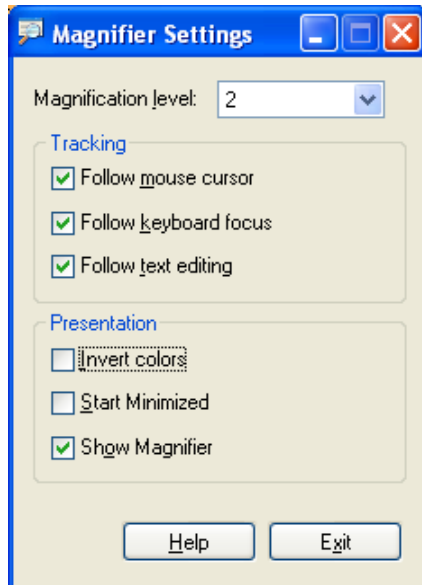 Magnifier Settings
Magnification level: 2
Tracking
Follow mouse cursor
Follow keyboard focus
Follow text editing
Presentation
Invert colors
Start Minimized
Show Magnifier
Help Exit